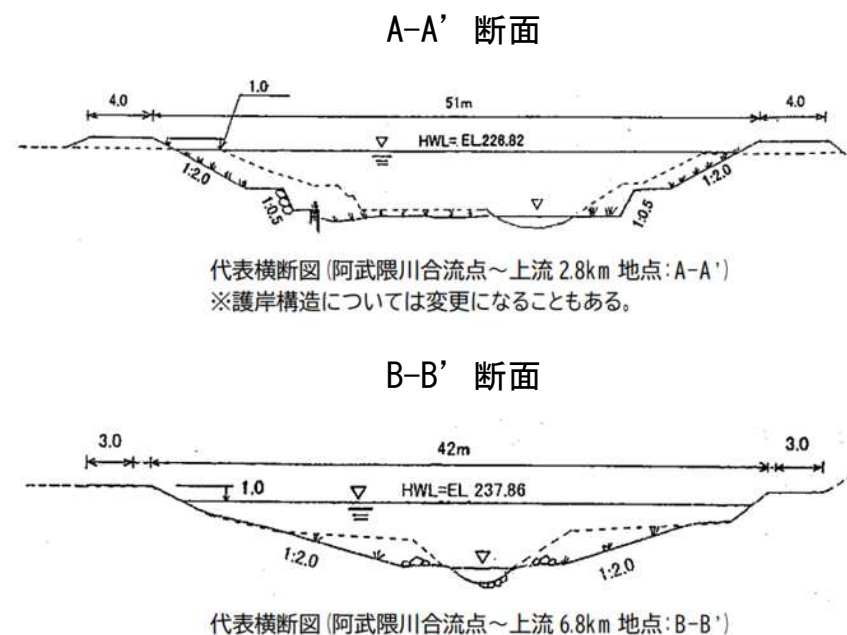 A-A' 断面
4.0
1.0
51m
4.0
HWL= EL.226.82
1:2.0
1:2.0
1:0.5
1:0.5
代表横断図(阿武隈川合流点~上流2.8km 地点:A-A')
※護岸構造については変更になることもある。
B-B' 断面
3.0
42m
3.0
1.0
HWL=EL 237.86
1:2.0
1:2.0
代表横断図(阿武隈川合流点~上流6.8km 地点:B-B')